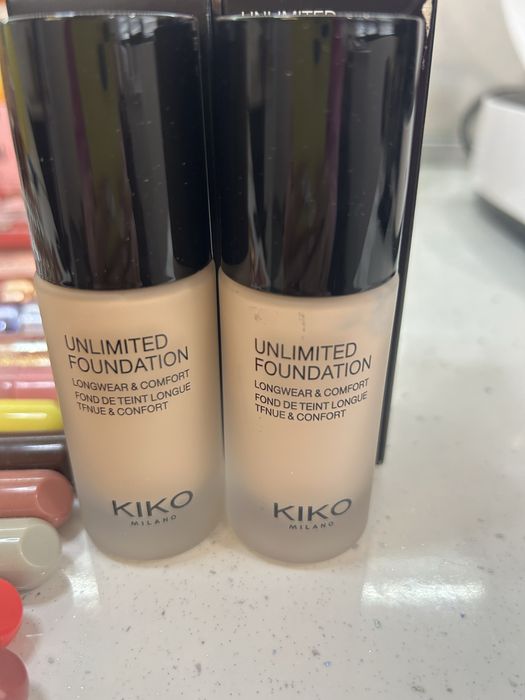 UNLIMITED
UNLIMITED
FOUNDATION
LONGWEAR & COMFORT
FOND DE TEINT LONGUE
TFNUE & CONFORT
KIKO
MILANO
UNLIMITED
FOUNDATION
LONGWEAR & COMFORT
FOND DE TEINT LONGUE
TFNUE & CONFORT
KIKO
MILANO